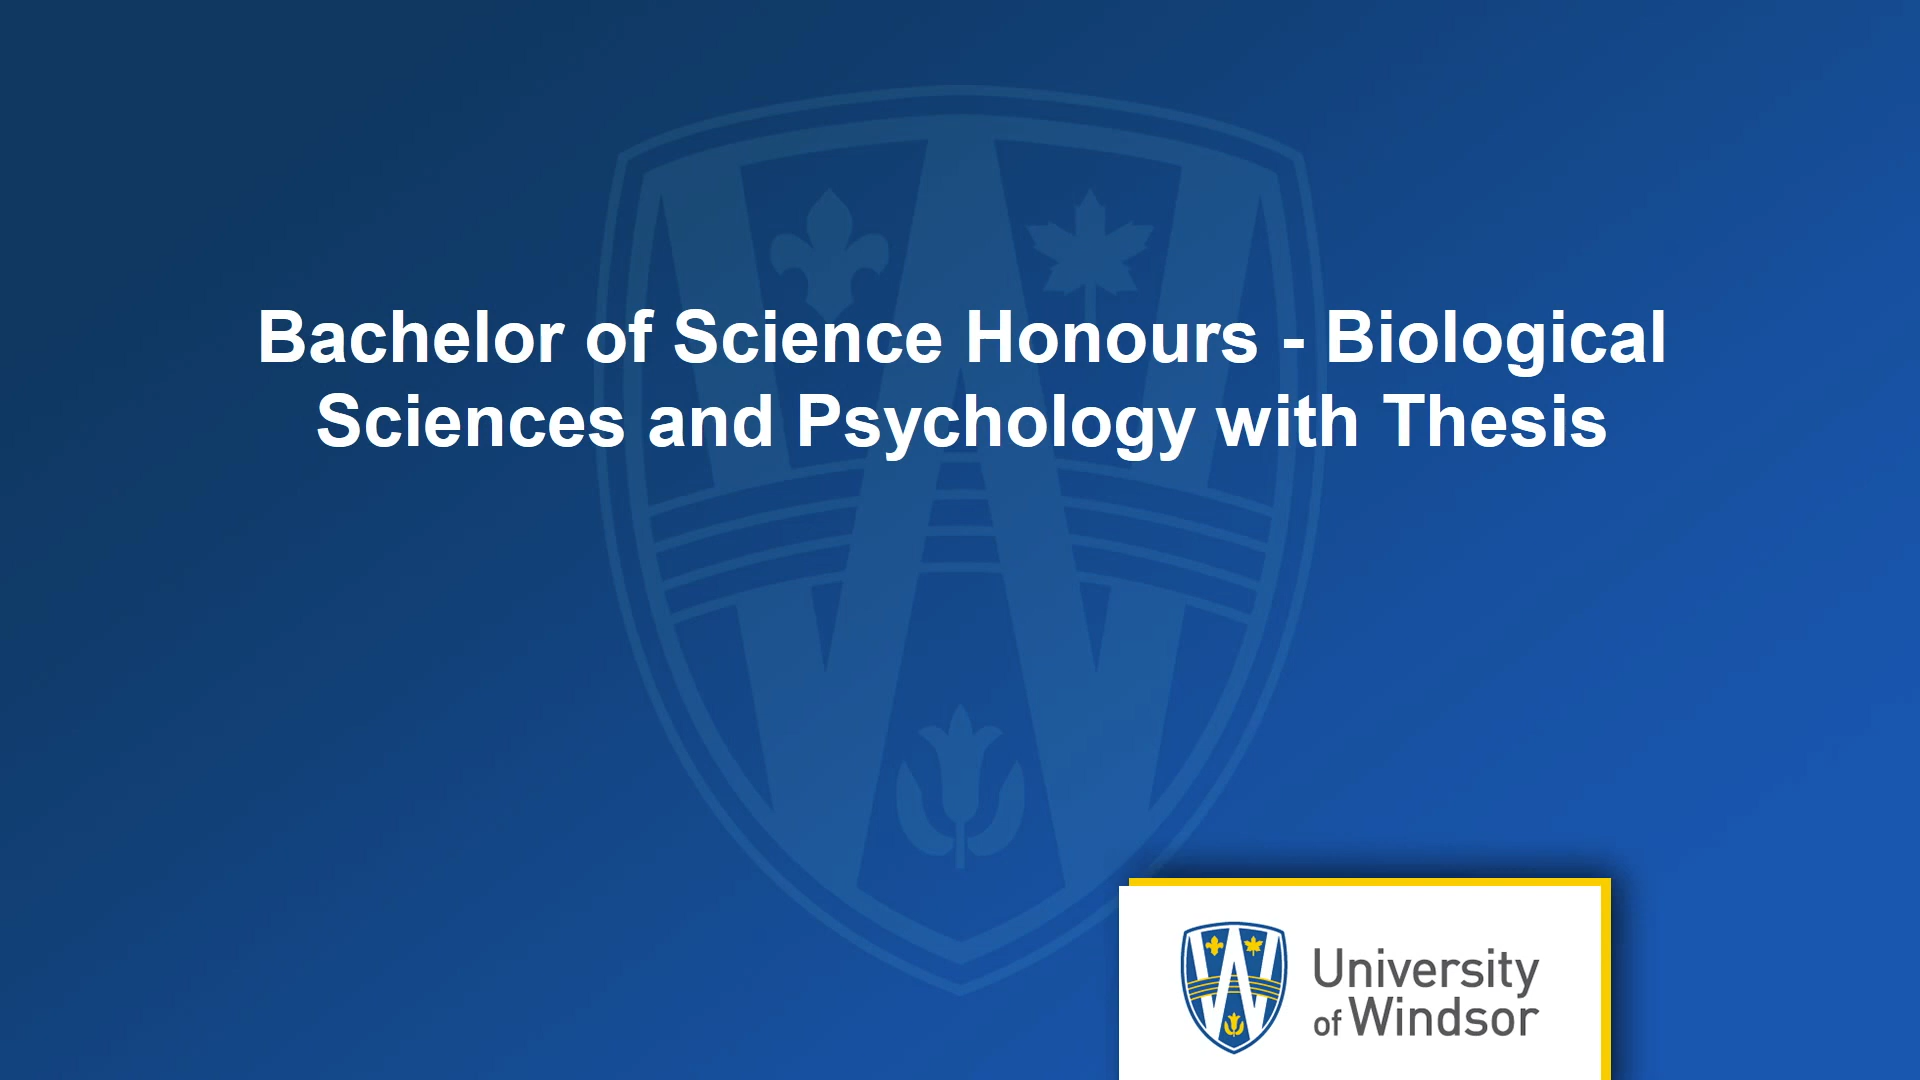 Bachelor of Science Honours - Biological
Sciences and Psychology with Thesis
University
of Windsor